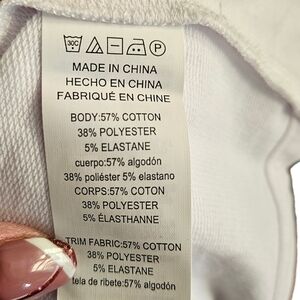 30C P
MADE IN CHINA
HECHO EN CHINA
FABRIQUÉ EN CHINE
BODY:57% COTTON
38% POLYESTER
5% ELASTANE
cuerpo:57% algodón
38% poliéster 5% elastano
CORPS:57% COTON
38% POLYESTER
5% ÉLASTHANNE
TRIM FABRIC:57% COTTON
38% POLYESTER
5% ELASTANE
tela de ribete:57% algodón